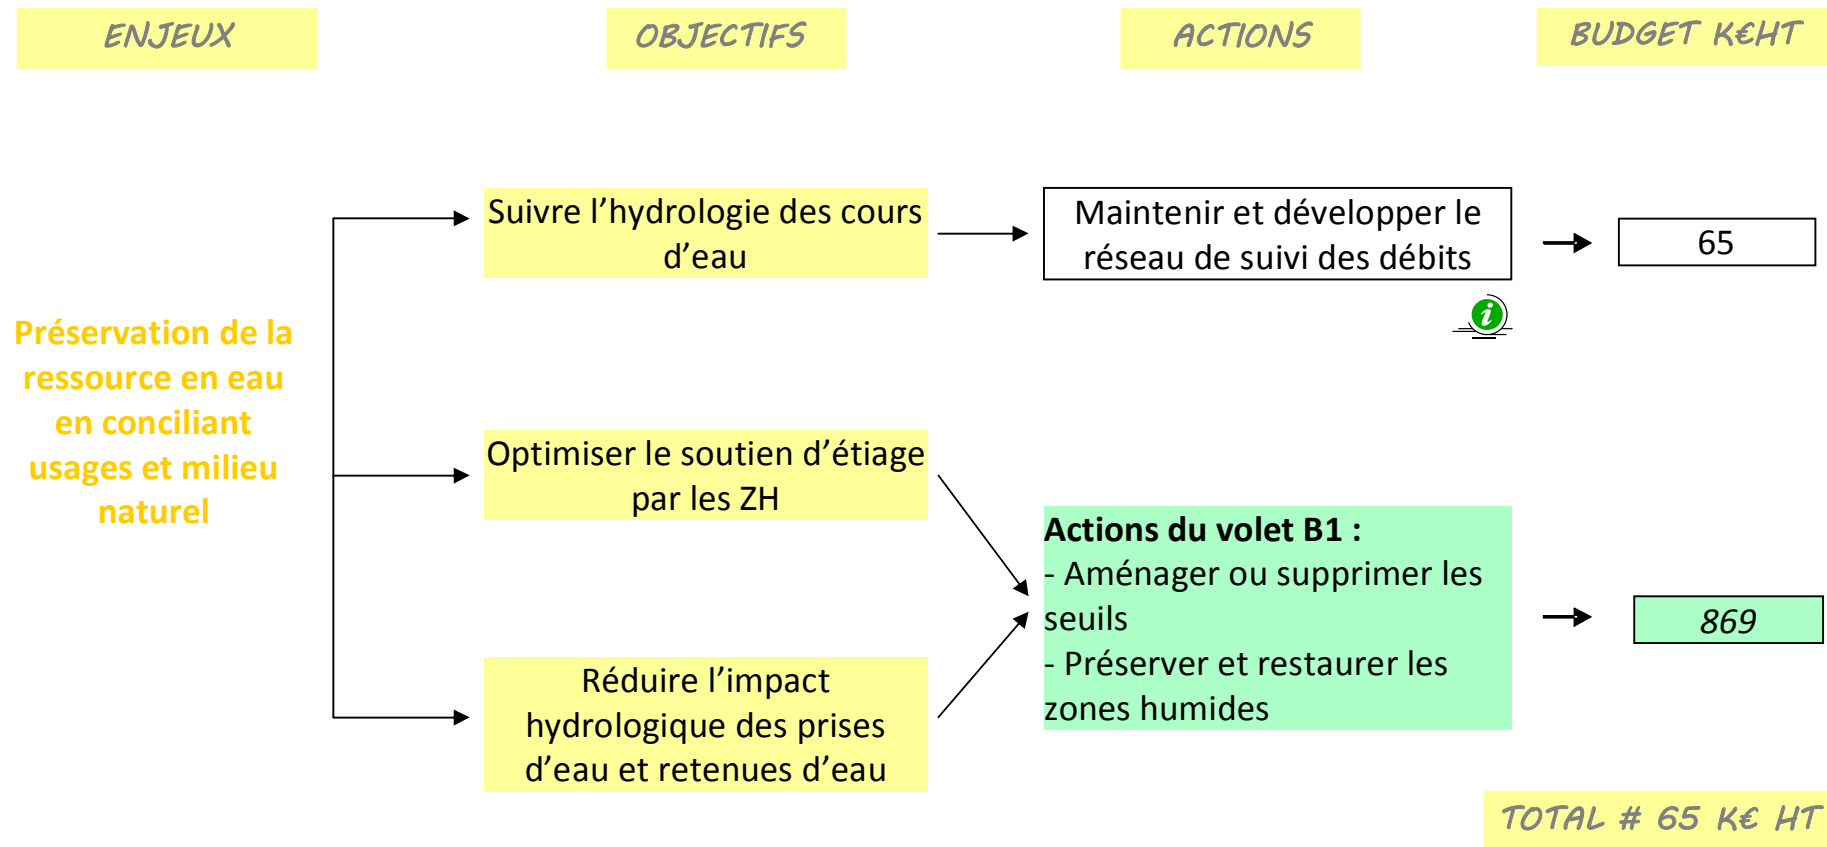 ENJEUX
OBJECTIFS
ACTIONS
BUDGET K€HT
Suivre l’hydrologie des cours
d’eau
Maintenir et développer le
réseau de suivi des débits
65
i
Préservation de la
ressource en eau
en conciliant
usages et milieu
naturel
Optimiser le soutien d’étiage
par les ZH
Réduire l’impact
hydrologique des prises
d’eau et retenues d’eau
Actions du volet B1 :
- Aménager ou supprimer les
seuils
- Préserver et restaurer les
zones humides
869
TOTAL # 65 K€ HT